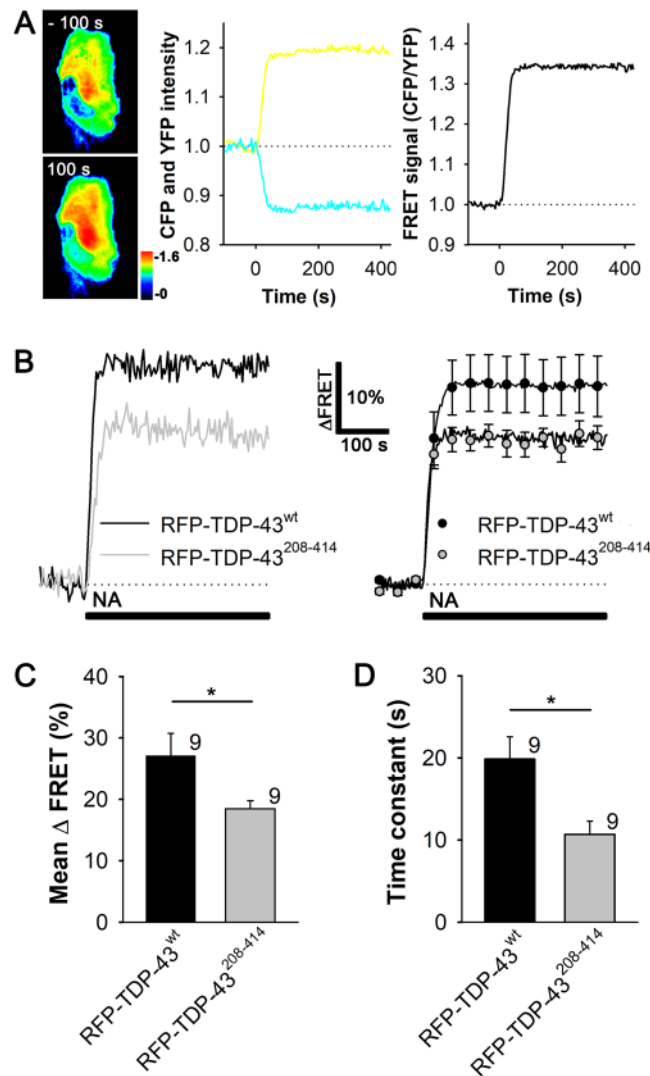 A
- 100 s
100 s
-1.6
-0
CFP and YFP intensity
1.2
1.1
1.0
0.9
0.8
0 200 400
Time (s)
FRET signal (CFP/YFP)
1.4
1.3
1.2
1.1
1.0
0.9
0 200 400
Time (s)
B
RFP-TDP-43wt
RFP-TDP-43208-414
NA
ΔFRET
10%
100 s
RFP-TDP-43wt
RFP-TDP-43208-414
NA
C
Mean Δ FRET (%)
40
30
20
10
0
*
9
9
RFP-TDP-43wt
RFP-TDP-43208-414
D
Time constant (s)
30
20
10
0
*
9
9
RFP-TDP-43wt
RFP-TDP-43208-414